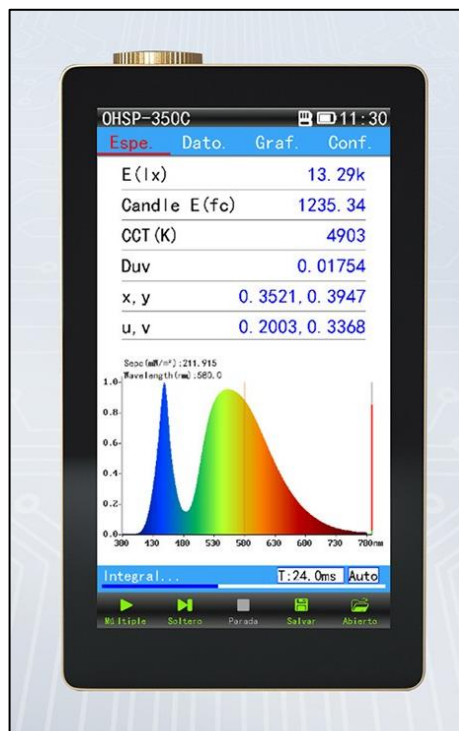 OHSP-350C 11:30
Espe. Dato. Graf. Conf.
E(lx) 13.29k
Candle E(fc) 1235.34
CCT(K) 4903
Duv 0.01754
x,y 0.3521,0.3947
u,v 0.2003,0.3368
Sepc(mW/m²):211.915
Wavelength(nm):580.0
1.0
0.8
0.6
0.4
0.2
0.0
380 430 480 530 580 630 680 730 780nm
Integral... T:24.0ms Auto
Múltiple Soltero Parada Salvar Abierto